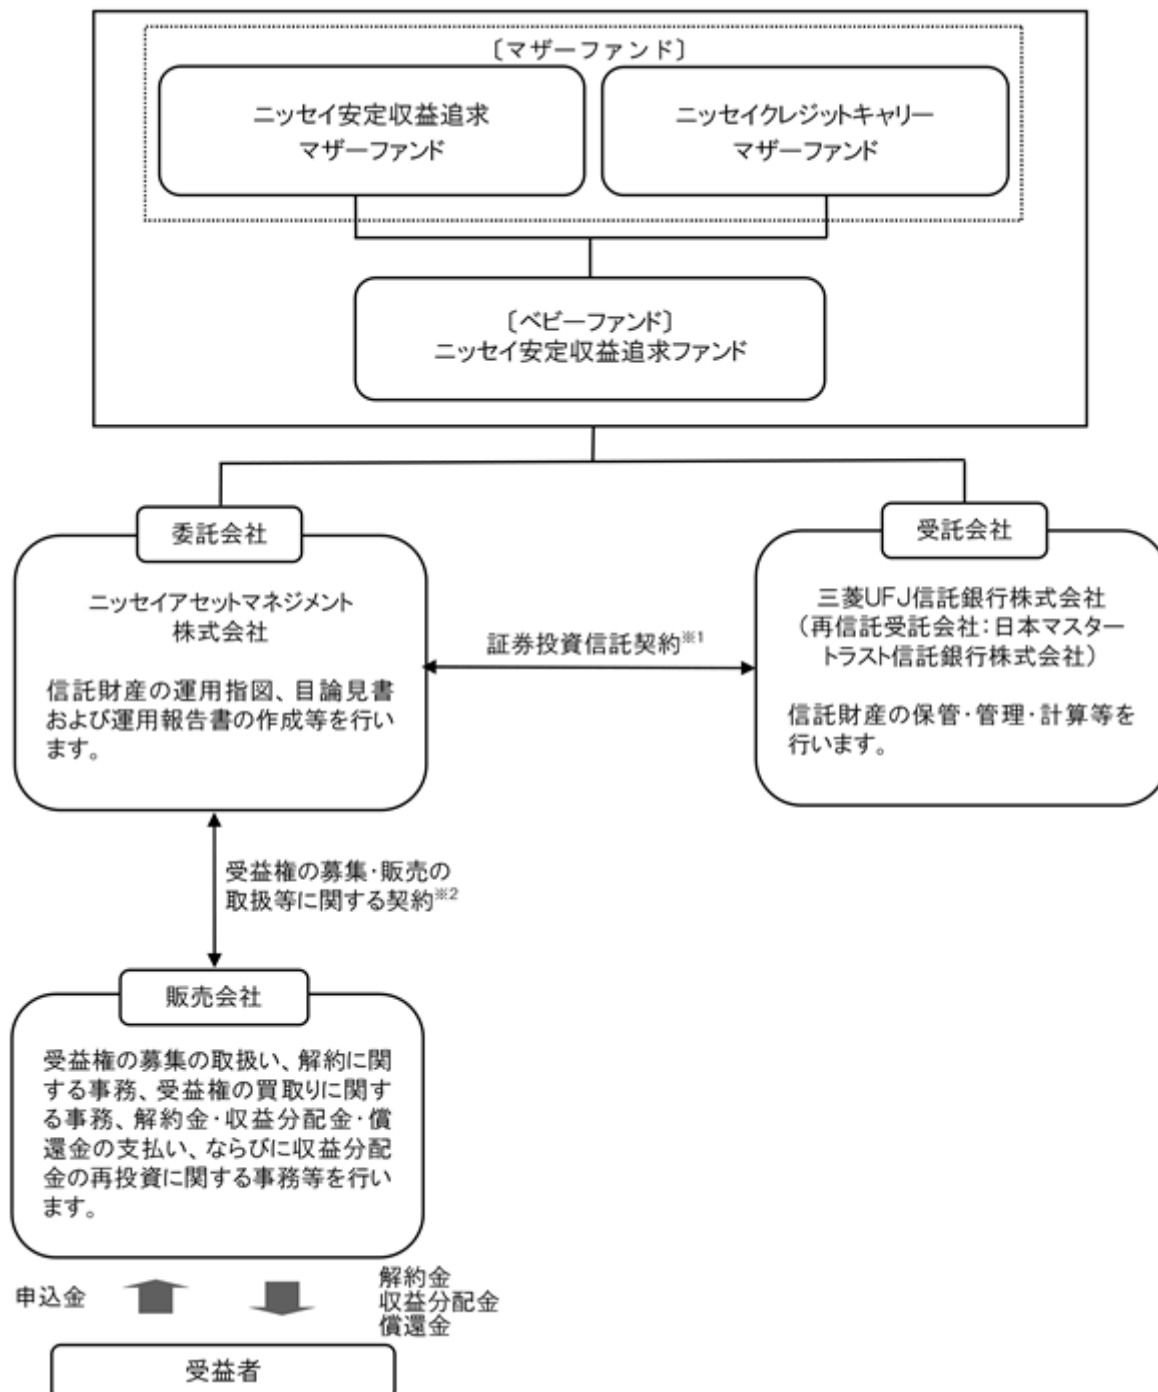 〔マザーファンド〕
ニッセイ安定収益追求
マザーファンド
ニッセイクレジットキャリー
マザーファンド
〔ベビーファンド〕
ニッセイ安定収益追求ファンド
委託会社
ニッセイアセットマネジメント
株式会社
信託財産の運用指図、目論見書
および運用報告書の作成等を行い
ます。
証券投資信託契約※1
受託会社
三菱UFJ信託銀行株式会社
（再信託受託会社：日本マスター
トラスト信託銀行株式会社）
信託財産の保管・管理・計算等を
行います。
受益権の募集・販売の
取扱等に関する契約※2
販売会社
受益権の募集の取扱い、解約に関
する事務、受益権の買取りに関す
る事務、解約金・収益分配金・償
還金の支払い、ならびに収益分配
金の再投資に関する事務等を行い
ます。
申込金
解約金
収益分配金
償還金
受益者